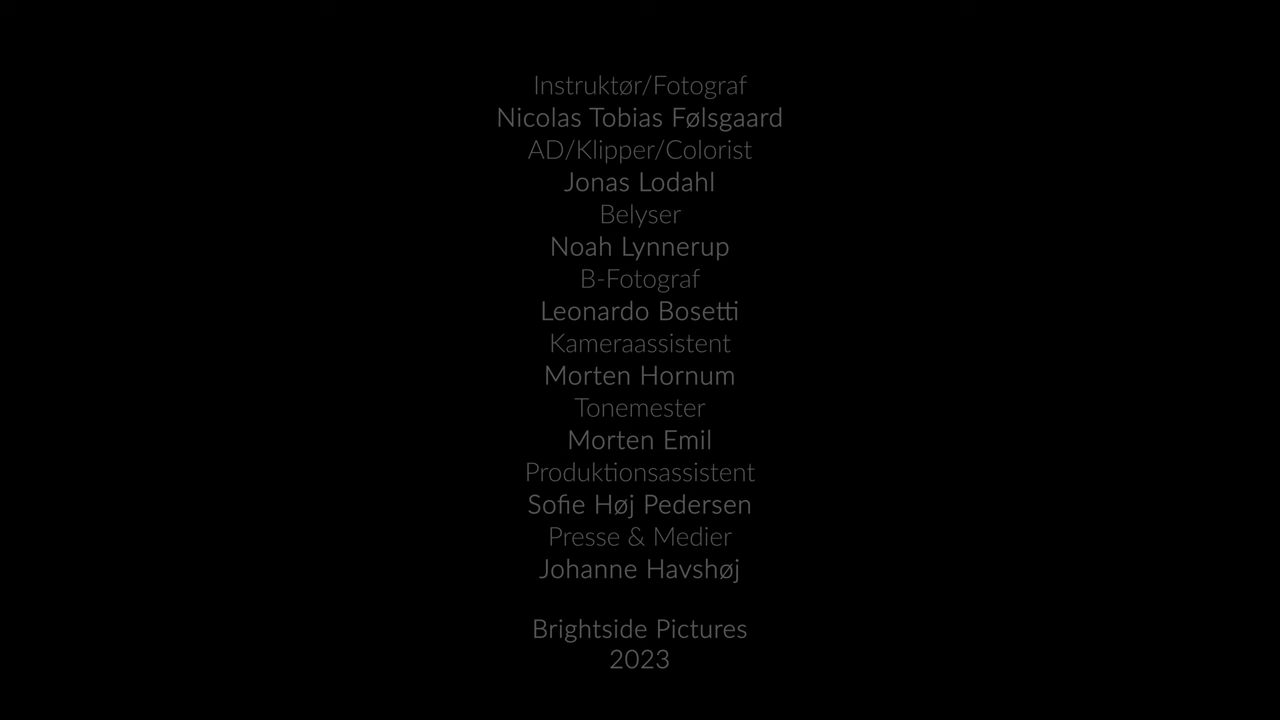 Instruktør/Fotograf
Nicolas Tobias Følsgaard
AD/Klipper/Colorist
Jonas Lodahl
Belyser
Noah Lynnerup
B-Fotograf
Leonardo Bosetti
Kameraassistent
Morten Hornum
Tonemester
Morten Emil
Produktionsassistent
Sofie Høj Pedersen
Presse & Medier
Johanne Havshøj
Brightside Pictures
2023